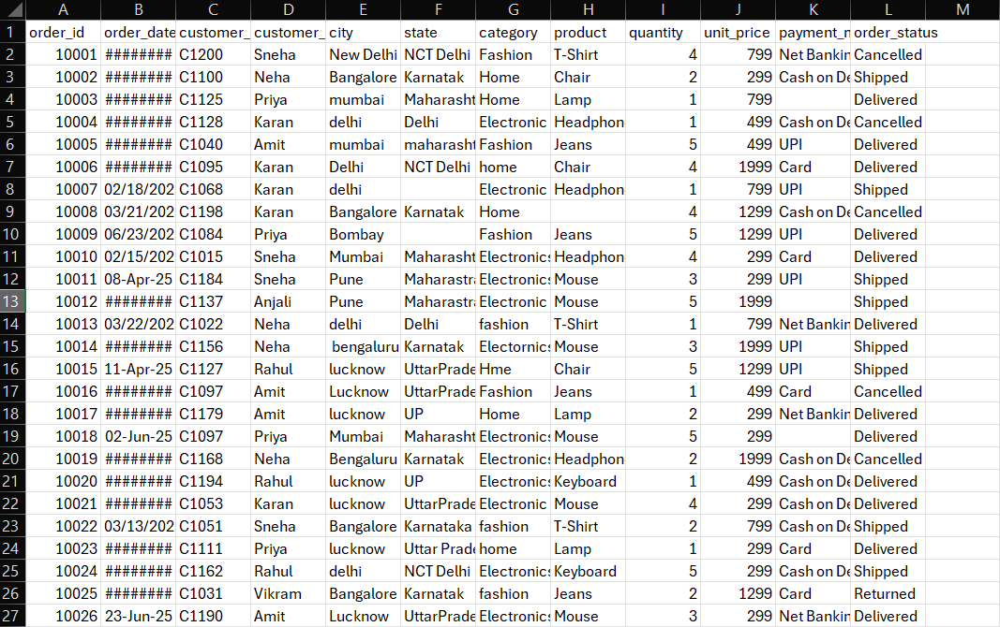 A B C D E F G H I J K L M
1 order_id order_date customer_ customer_ city state category product quantity unit_price payment_n order_status
2 10001 ######## C1200 Sneha New Delhi NCT Delhi Fashion T-Shirt 4 799 Net Bankin Cancelled
3 10002 ######## C1100 Neha Bangalore Karnatak Home Chair 2 299 Cash on De Shipped
4 10003 ######## C1125 Priya mumbai Maharasht Home Lamp 1 799 Delivered
5 10004 ######## C1128 Karan delhi Delhi Electronic Headphon 1 499 Cash on De Cancelled
6 10005 ######## C1040 Amit mumbai maharasht Fashion Jeans 5 499 UPI Delivered
7 10006 ######## C1095 Karan Delhi NCT Delhi home Chair 4 1999 Card Delivered
8 10007 02/18/202 C1068 Karan delhi Electronic Headphon 1 799 UPI Shipped
9 10008 03/21/202 C1198 Karan Bangalore Karnatak Home 4 1299 Cash on De Cancelled
10 10009 06/23/202 C1084 Priya Bombay Fashion Jeans 5 1299 UPI Delivered
11 10010 02/15/202 C1015 Sneha Mumbai Maharasht Electronics Headphon 4 299 Card Delivered
12 10011 08-Apr-25 C1184 Sneha Pune Maharastr Electronics Mouse 3 299 UPI Shipped
13 10012 ######## C1137 Anjali Pune Maharastr Electronic Mouse 5 1999 Shipped
14 10013 03/22/202 C1022 Neha delhi Delhi fashion T-Shirt 1 799 Net Bankin Delivered
15 10014 ######## C1156 Neha bengaluru Karnatak Electornics Mouse 3 1999 UPI Shipped
16 10015 11-Apr-25 C1127 Rahul lucknow UttarPrade Hme Chair 5 1299 UPI Shipped
17 10016 ######## C1097 Amit Lucknow UttarPrade Fashion Jeans 1 499 Card Cancelled
18 10017 ######## C1179 Amit lucknow UP Home Lamp 2 299 Net Bankin Delivered
19 10018 02-Jun-25 C1097 Priya Mumbai Maharasht Electronics Mouse 5 299 Delivered
20 10019 ######## C1168 Neha Bengaluru Karnatak Electronics Headphon 2 1999 Cash on De Cancelled
21 10020 ######## C1194 Rahul lucknow UP Electronics Keyboard 1 499 Cash on De Delivered
22 10021 ######## C1053 Karan lucknow UttarPrade Electronic Mouse 4 299 Cash on De Delivered
23 10022 03/13/202 C1051 Sneha Bangalore Karnataka fashion T-Shirt 2 799 Cash on De Shipped
24 10023 ######## C1111 Priya lucknow Uttar Prade home Lamp 1 299 Card Delivered
25 10024 ######## C1162 Rahul delhi NCT Delhi Electronics Keyboard 5 299 Cash on De Shipped
26 10025 ######## C1031 Vikram Bangalore Karnatak fashion Jeans 2 1299 Card Returned
27 10026 23-Jun-25 C1190 Amit Lucknow UttarPrade Electronics Mouse 3 299 Net Bankin Delivered